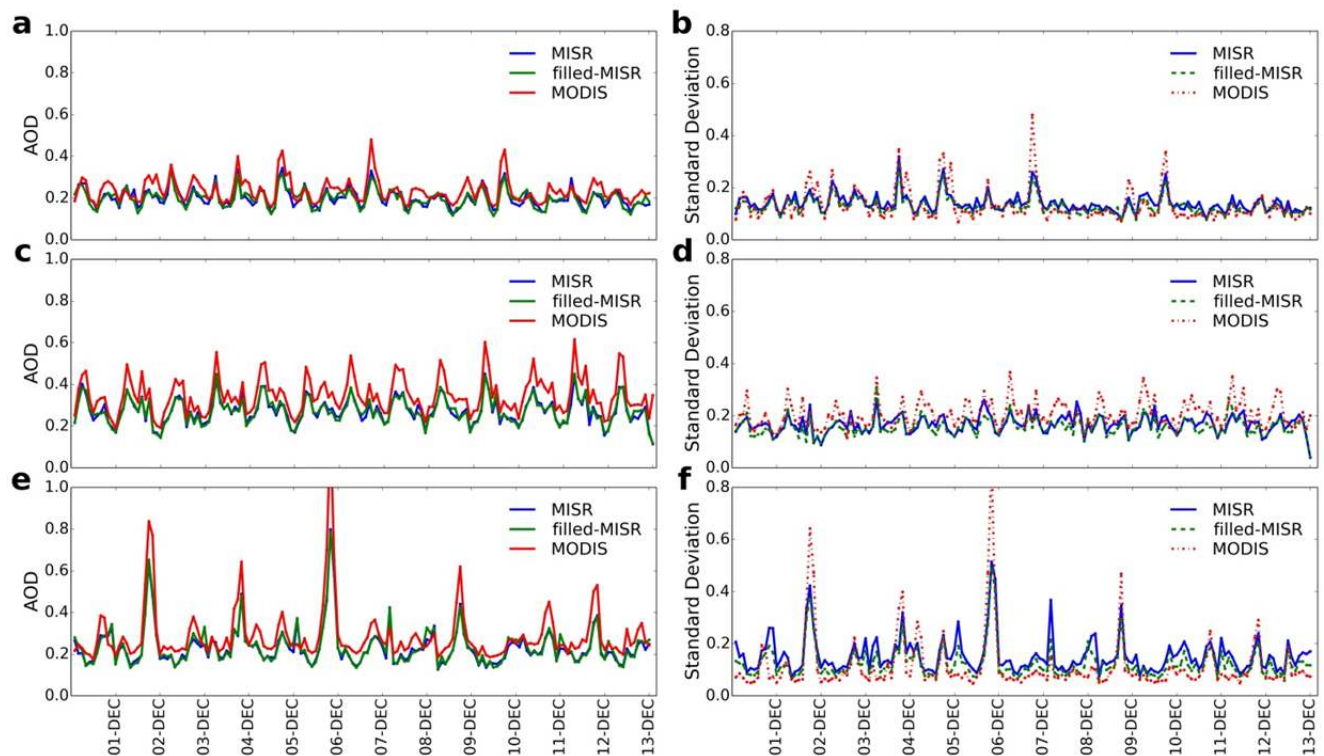 a
AOD
1.0
0.8
0.6
0.4
0.2
0.0
MISR
filled-MISR
MODIS
b
Standard Deviation
0.8
0.6
0.4
0.2
0.0
MISR
filled-MISR
MODIS
c
AOD
1.0
0.8
0.6
0.4
0.2
0.0
MISR
filled-MISR
MODIS
d
Standard Deviation
0.8
0.6
0.4
0.2
0.0
MISR
filled-MISR
MODIS
e
AOD
1.0
0.8
0.6
0.4
0.2
0.0
MISR
filled-MISR
MODIS
01-DEC
02-DEC
03-DEC
04-DEC
05-DEC
06-DEC
07-DEC
08-DEC
09-DEC
10-DEC
11-DEC
12-DEC
13-DEC
f
Standard Deviation
0.8
0.6
0.4
0.2
0.0
MISR
filled-MISR
MODIS
01-DEC
02-DEC
03-DEC
04-DEC
05-DEC
06-DEC
07-DEC
08-DEC
09-DEC
10-DEC
11-DEC
12-DEC
13-DEC